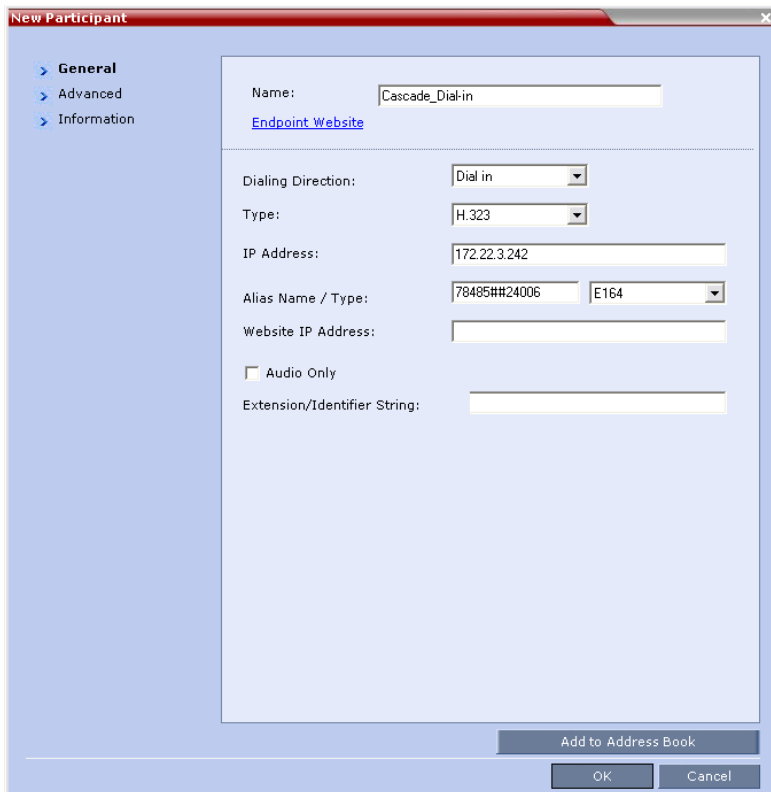 New Participant
General
Advanced
Information
Name: Cascade_Dial-in
Endpoint Website
Dialing Direction: Dial in
Type: H.323
IP Address: 172.22.3.242
Alias Name / Type: 78485##24006 E164
Website IP Address:
Audio Only
Extension/Identifier String:
Add to Address Book
OK Cancel